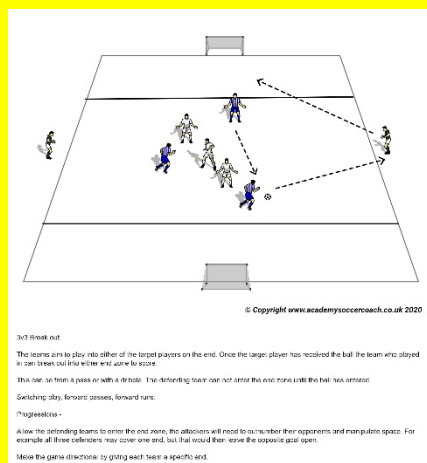 © Copyright www.academysoccercoach.co.uk 2020
3v3 Break out
The teams aim to play into either of the target players on the end. Once the target player has received the ball the team who played
in can break out into either end zone to score.
This can be from a pass or with a dribble. The defending team can not enter the end zone until the ball has entered.
Switching play, forward passes, forward runs.
Progressions -
Allow the defending teams to enter the end zone, the attackers will need to outnumber their opponents and manipulate space. For
example all three defenders may cover one end, but that would then leave the opposite goal open.
Make the game directional by giving each team a specific end.